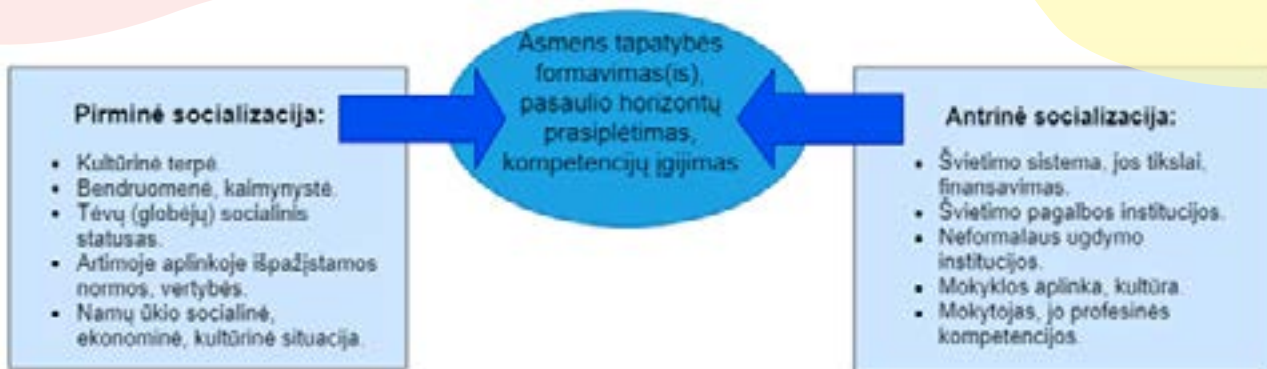 Asmens tapatybės
formavimas(is),
pasaulio horizontų
prasiplėtimas,
kompetencijų įgijimas
Pirminė socializacija:
• Kultūrinė terpė.
• Bendruomenė, kaimynystė.
• Tėvų (globėjų) socialinis
statusas.
• Artimoje aplinkoje išpažįstamos
normos, vertybės.
• Namų ūkio socialinė,
ekonominė, kultūrinė situacija.
Antrinė socializacija:
• Švietimo sistema, jos tikslai,
finansavimas.
• Švietimo pagalbos institucijos.
• Neformalaus ugdymo
institucijos.
• Mokyklos aplinka, kultūra.
• Mokytojas, jo profesinės
kompetencijos.